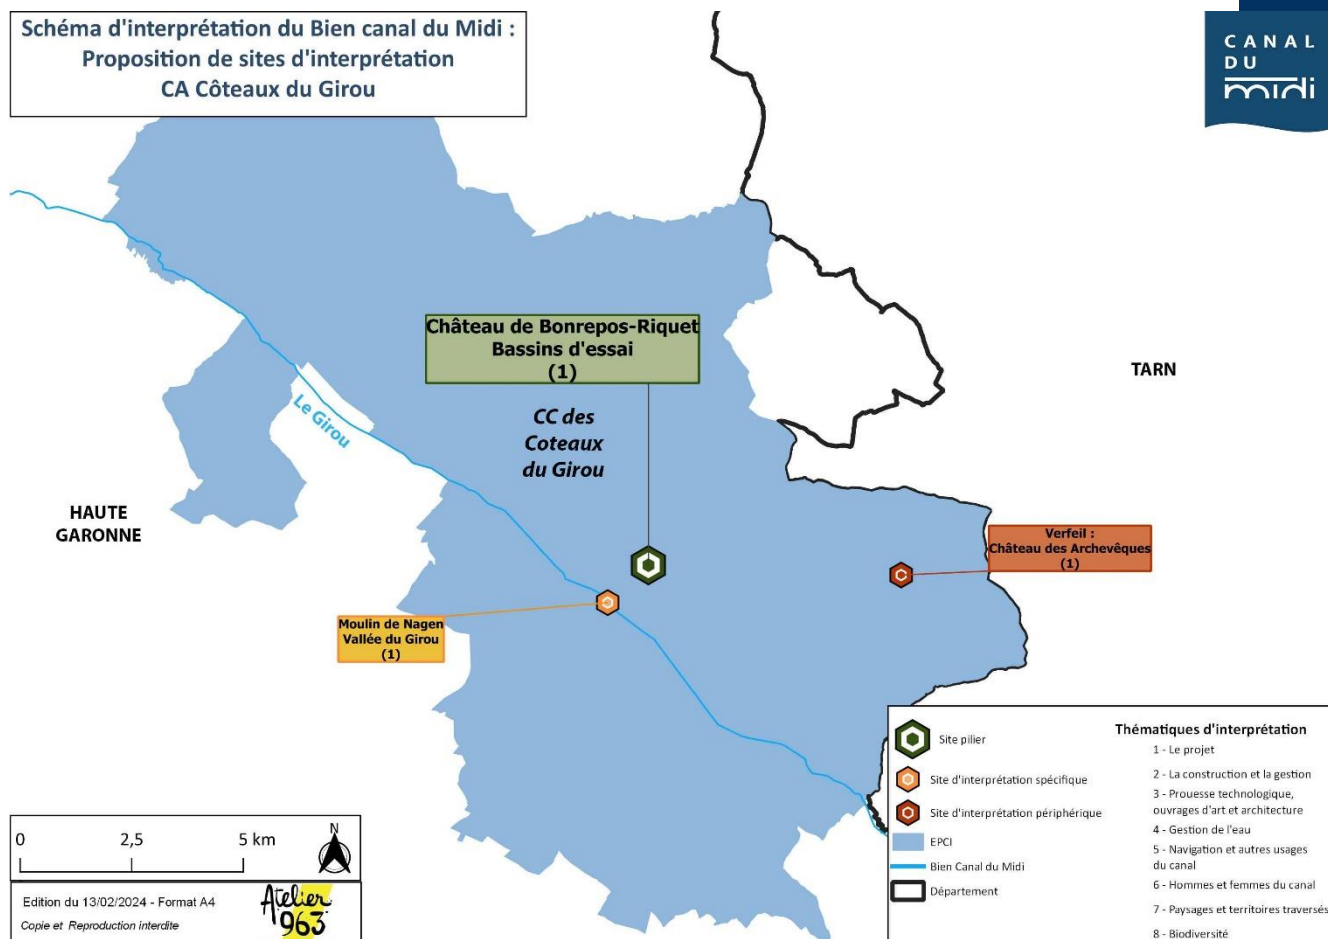 Schéma d'interprétation du Bien canal du Midi :
Proposition de sites d'interprétation
CA Côteaux du Girou
CANAL
DU
midi
Château de Bonrepos-Riquet
Bassins d'essai
(1)
TARN
CC des
Coteaux
du Girou
Le Girou
HAUTE
GARONNE
Verfeil :
Château des Archevêques
(1)
Moulin de Nagen
Vallée du Girou
(1)
Site pilier
Site d'interprétation spécifique
Site d'interprétation périphérique
EPCI
Bien Canal du Midi
Département
Thématiques d'interprétation
1 - Le projet
2 - La construction et la gestion
3 - Prouesse technologique,
ouvrages d'art et architecture
4 - Gestion de l'eau
5 - Navigation et autres usages
du canal
6 - Hommes et femmes du canal
7 - Paysages et territoires traversés
8 - Biodiversité
0 2,5 5 km
N
Edition du 13/02/2024 - Format A4
Copie et Reproduction interdite
Atelier
963